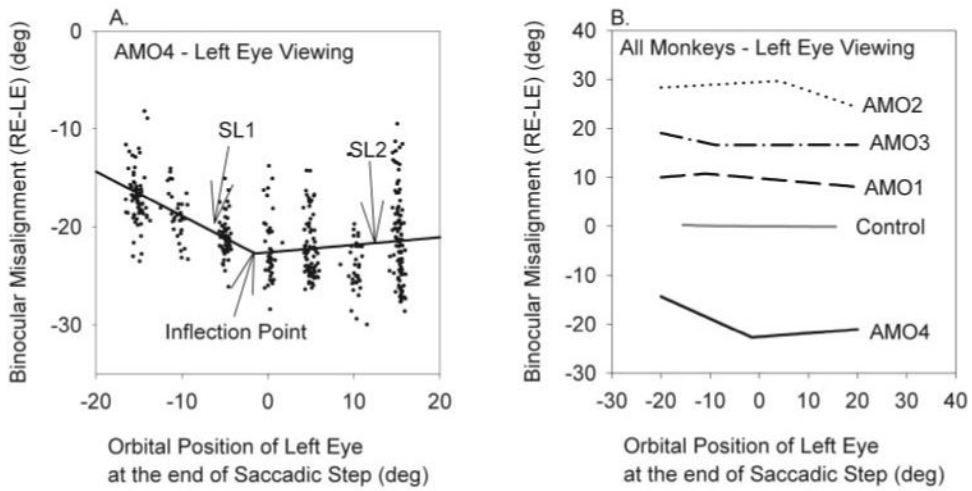 A.
AMO4 - Left Eye Viewing
Binocular Misalignment (RE-LE) (deg)
0
-10
-20
-30
SL1
SL2
Inflection Point
-20
-10
0
10
20
Orbital Position of Left Eye
at the end of Saccadic Step (deg)
B.
All Monkeys - Left Eye Viewing
Binocular Misalignment (RE-LE) (deg)
40
30
20
10
0
-10
-20
-30
AMO2
AMO3
AMO1
Control
AMO4
-30
-20
-10
0
10
20
30
40
Orbital Position of Left Eye
at the end of Saccadic Step (deg)